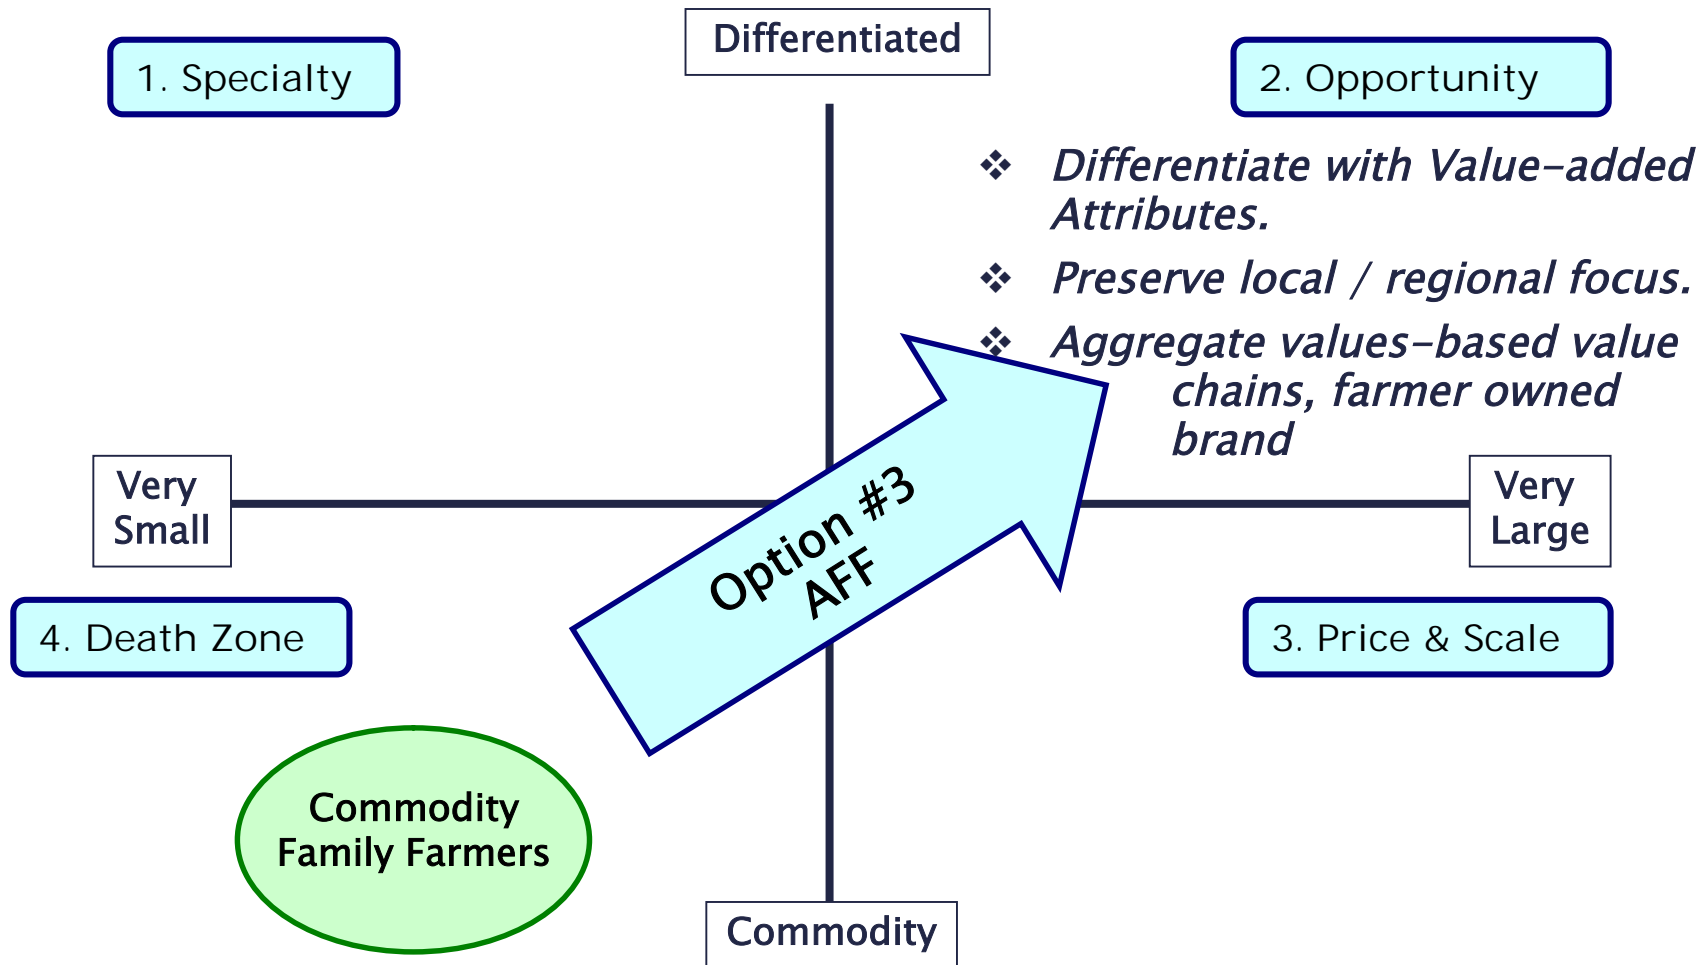 Differentiated
1. Specialty
2. Opportunity
❖ Differentiate with Value-added
Attributes.
❖ Preserve local / regional focus.
❖ Aggregate values-based value
chains, farmer owned
brand
Very
Small
Very
Large
Option #3
AFF
4. Death Zone
3. Price & Scale
Commodity
Family Farmers
Commodity